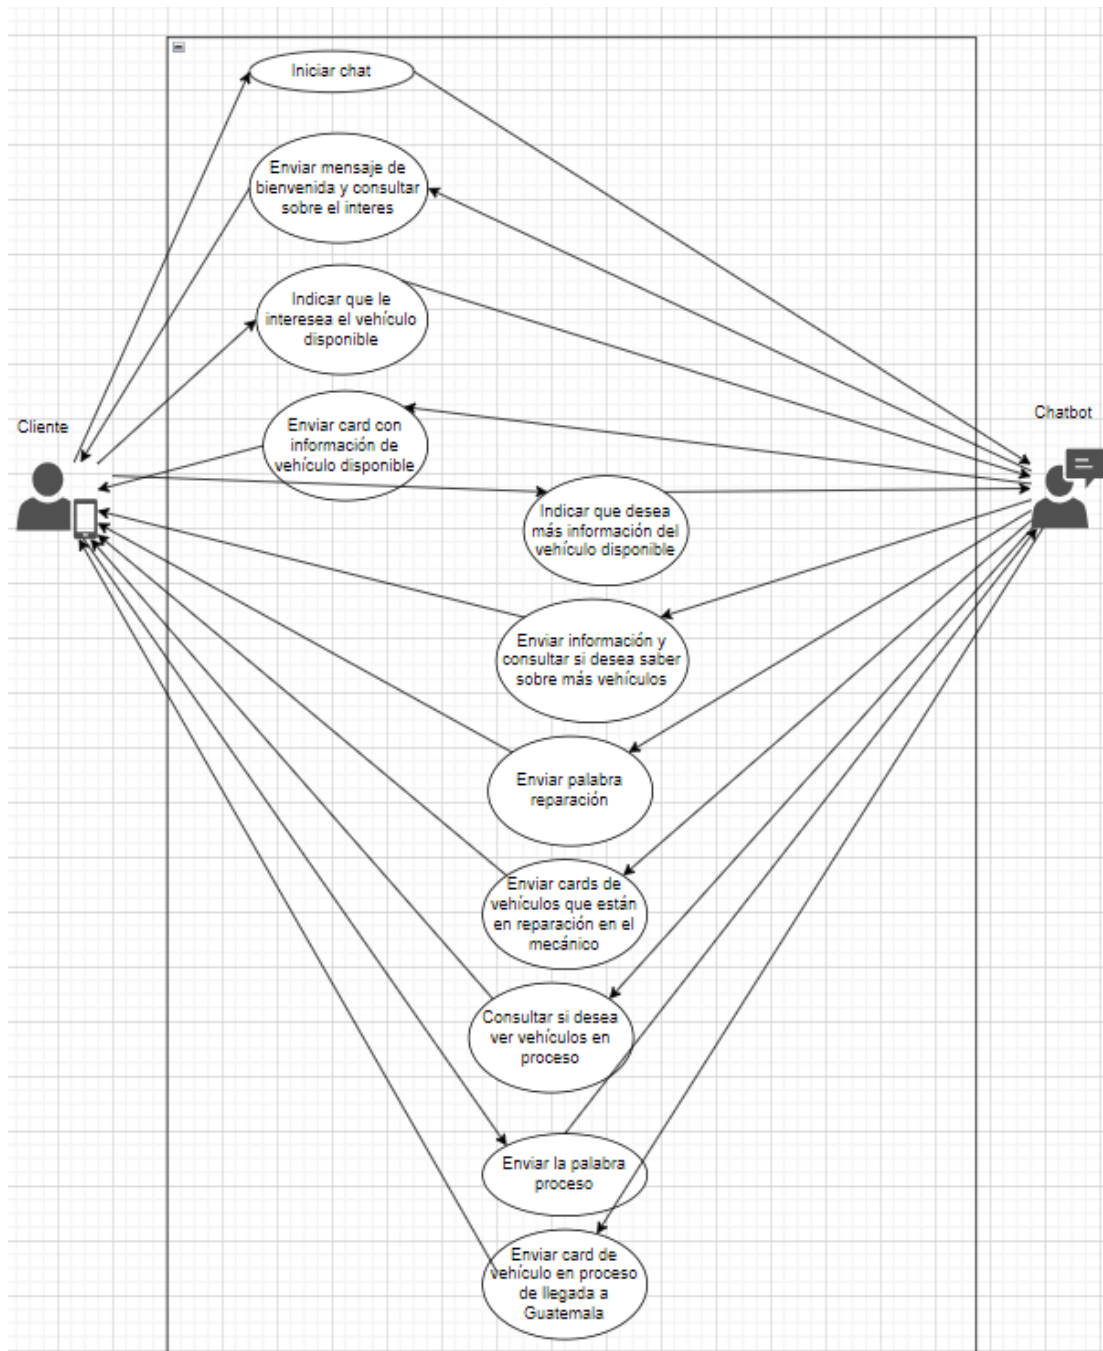 Iniciar chat
Enviar mensaje de
bienvenida y consultar
sobre el interes
Indicar que le
interesea el vehículo
disponible
Cliente
Enviar card con
información de
vehículo disponible
Chatbot
Indicar que desea
más información del
vehículo disponible
Enviar información y
consultar si desea saber
sobre más vehículos
Enviar palabra
reparación
Enviar cards de
vehículos que están
en reparación en el
mecánico
Consultar si desea
ver vehículos en
proceso
Enviar la palabra
proceso
Enviar card de
vehículo en proceso
de llegada a
Guatemala